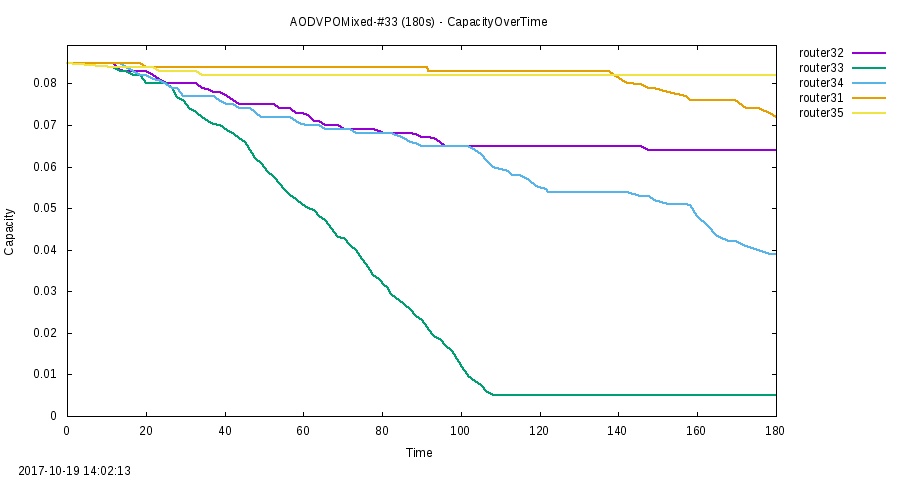 AODVPOMixed-#33 (180s) - CapacityOverTime
router32
router33
router34
router31
router35
0.08
0.07
0.06
0.05
0.04
0.03
0.02
0.01
0
Capacity
0 20 40 60 80 100 120 140 160 180
Time
2017-10-19 14:02:13